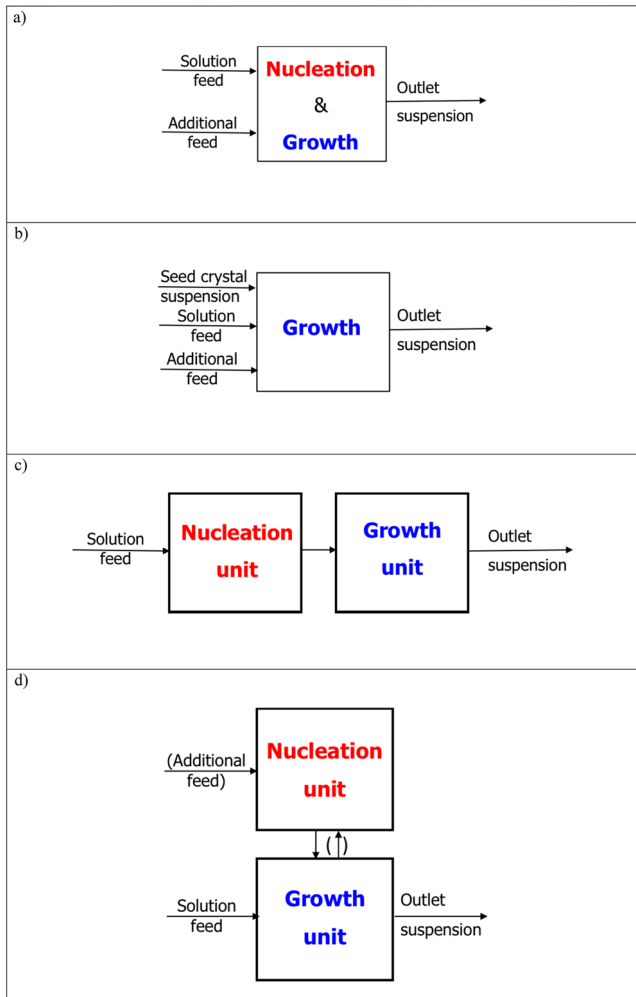 a)
Solution
feed
Additional
feed
Nucleation
&
Growth
Outlet
suspension
b)
Seed crystal
suspension
Solution
feed
Additional
feed
Growth
Outlet
suspension
c)
Solution
feed
Nucleation
unit
Growth
unit
Outlet
suspension
d)
(Additional
feed)
Nucleation
unit
( )
Solution
feed
Growth
unit
Outlet
suspension